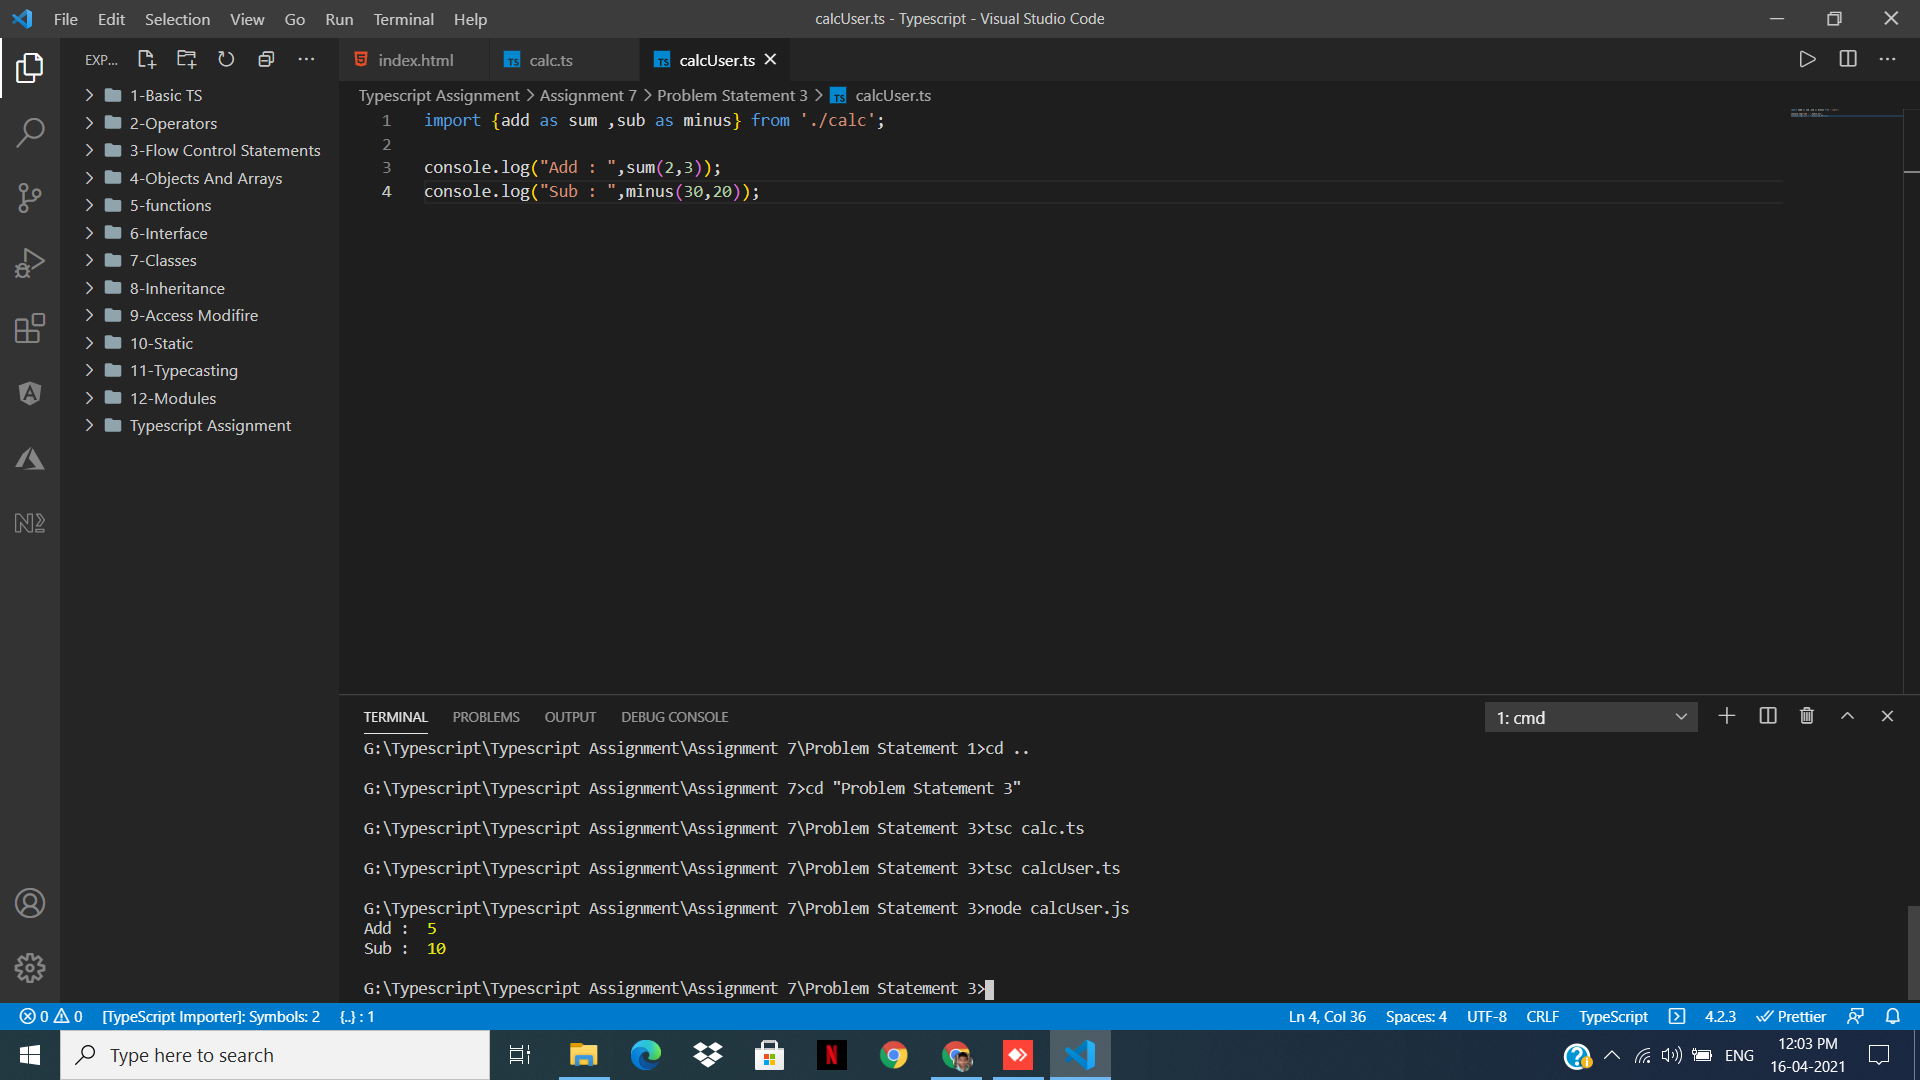 File Edit Selection View Go Run Terminal Help
calcUser.ts - Typescript - Visual Studio Code
EXP...
1-Basic TS
2-Operators
3-Flow Control Statements
4-Objects And Arrays
5-functions
6-Interface
7-Classes
8-Inheritance
9-Access Modifire
10-Static
11-Typecasting
12-Modules
Typescript Assignment
index.html
TS calc.ts
TS calcUser.ts
Typescript Assignment > Assignment 7 > Problem Statement 3 > TS calcUser.ts
1 import {add as sum ,sub as minus} from './calc';
2
3 console.log("Add : ",sum(2,3));
4 console.log("Sub : ",minus(30,20));
TERMINAL PROBLEMS OUTPUT DEBUG CONSOLE
1: cmd
G:\Typescript\Typescript Assignment\Assignment 7\Problem Statement 1>cd ..
G:\Typescript\Typescript Assignment\Assignment 7>cd "Problem Statement 3"
G:\Typescript\Typescript Assignment\Assignment 7\Problem Statement 3>tsc calc.ts
G:\Typescript\Typescript Assignment\Assignment 7\Problem Statement 3>tsc calcUser.ts
G:\Typescript\Typescript Assignment\Assignment 7\Problem Statement 3>node calcUser.js
Add :  5
Sub :  10
G:\Typescript\Typescript Assignment\Assignment 7\Problem Statement 3>
0 0 [TypeScript Importer]: Symbols: 2 {..} : 1
Ln 4, Col 36 Spaces: 4 UTF-8 CRLF TypeScript 4.2.3 Prettier
Type here to search
ENG
12:03 PM
16-04-2021